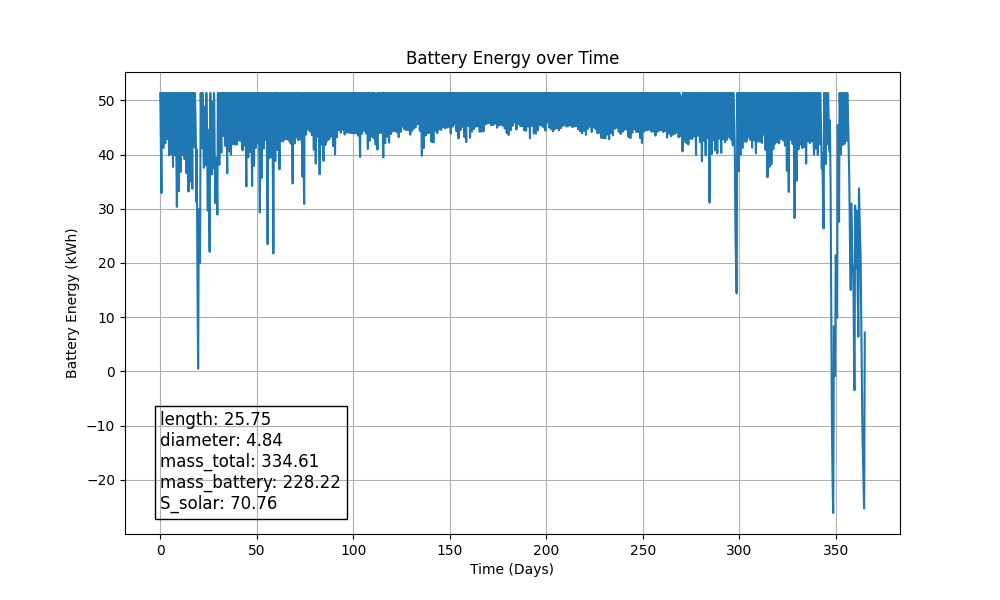 Battery Energy over Time
Battery Energy (kWh)
50
40
30
20
10
0
−10
−20
length: 25.75
diameter: 4.84
mass_total: 334.61
mass_battery: 228.22
S_solar: 70.76
0 50 100 150 200 250 300 350
Time (Days)